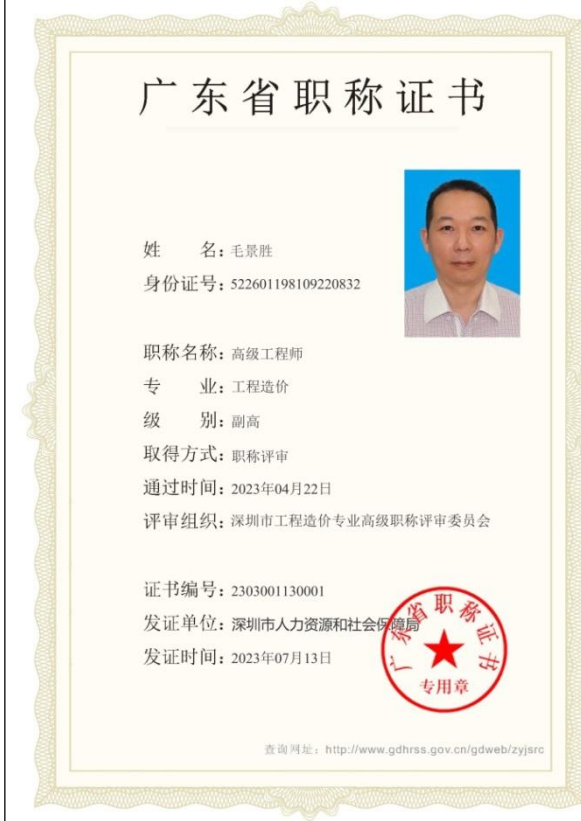 广东省职称证书
姓 名：毛景胜
身份证号：522601198109220832
职称名称：高级工程师
专 业：工程造价
级 别：副高
取得方式：职称评审
通过时间：2023年04月22日
评审组织：深圳市工程造价专业高级职称评审委员会
证书编号：2303001130001
发证单位：深圳市人力资源和社会保障局
发证时间：2023年07月13日
广东省职称证书
专用章
查询网址：http://www.gdhrss.gov.cn/gdweb/zyjsrc